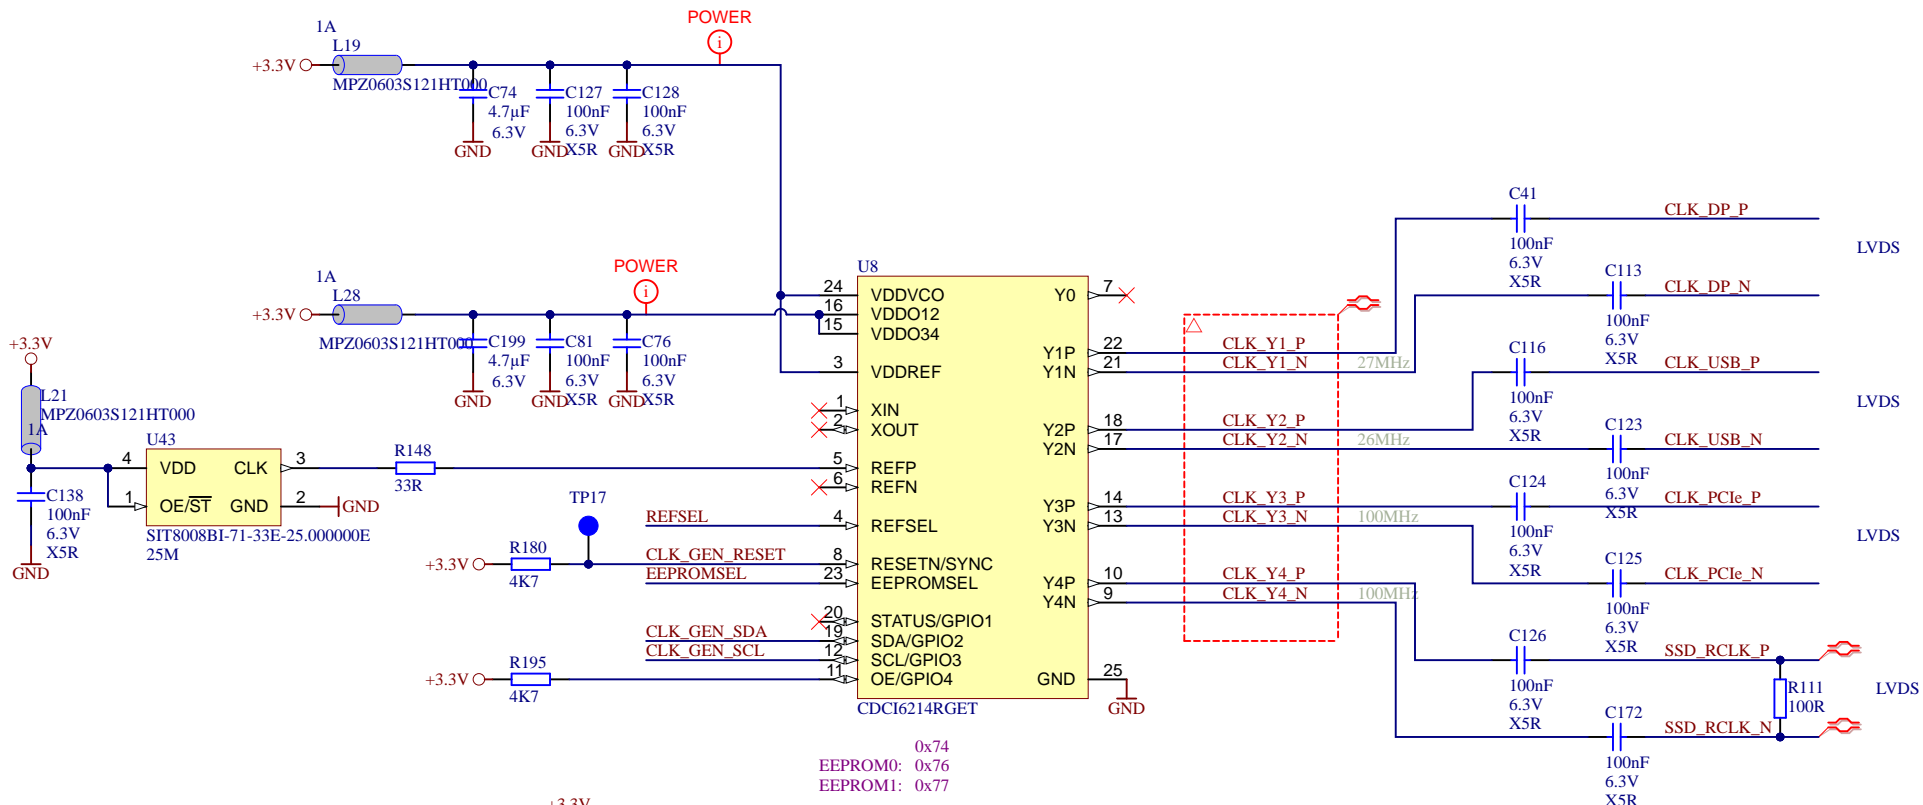 POWER
1A
L19
+3.3V
MPZ0603S121HT000
C74
4.7µF
6.3V
GND
C127
100nF
6.3V
X5R
GND
C128
100nF
6.3V
X5R
GND
POWER
1A
L28
+3.3V
MPZ0603S121HT000
C199
4.7µF
6.3V
GND
C81
100nF
6.3V
X5R
GND
C76
100nF
6.3V
X5R
GND
+3.3V
L21
MPZ0603S121HT000
1A
C138
100nF
6.3V
X5R
GND
U43
4 VDD CLK 3
1 OE/ST GND 2
GND
SIT8008BI-71-33E-25.000000E
25M
R148
33R
TP17
REFSEL
+3.3V
R180
4K7
CLK_GEN_RESET
EEPROMSEL
CLK_GEN_SDA
CLK_GEN_SCL
+3.3V
R195
4K7
U8
24 VDDVCO
16 VDDO12
15 VDDO34
3 VDDREF
1 XIN
2 XOUT
5 REFP
6 REFN
4 REFSEL
8 RESETN/SYNC
23 EEPROMSEL
20 STATUS/GPIO1
19 SDA/GPIO2
12 SCL/GPIO3
11 OE/GPIO4
Y0 7
Y1P 22
Y1N 21
Y2P 18
Y2N 17
Y3P 14
Y3N 13
Y4P 10
Y4N 9
GND 25
GND
CDCI6214RGET
0x74
EEPROM0: 0x76
EEPROM1: 0x77
+3.3V
CLK_Y1_P
CLK_Y1_N 27MHz
CLK_Y2_P
CLK_Y2_N 26MHz
CLK_Y3_P
CLK_Y3_N 100MHz
CLK_Y4_P
CLK_Y4_N 100MHz
C41
100nF
6.3V
X5R
CLK_DP_P
LVDS
C113
100nF
6.3V
X5R
CLK_DP_N
C116
100nF
6.3V
X5R
CLK_USB_P
LVDS
C123
100nF
6.3V
X5R
CLK_USB_N
C124
100nF
6.3V
X5R
CLK_PCIe_P
LVDS
C125
100nF
6.3V
X5R
CLK_PCIe_N
C126
100nF
6.3V
X5R
SSD_RCLK_P
R111
100R
LVDS
C172
100nF
6.3V
X5R
SSD_RCLK_N